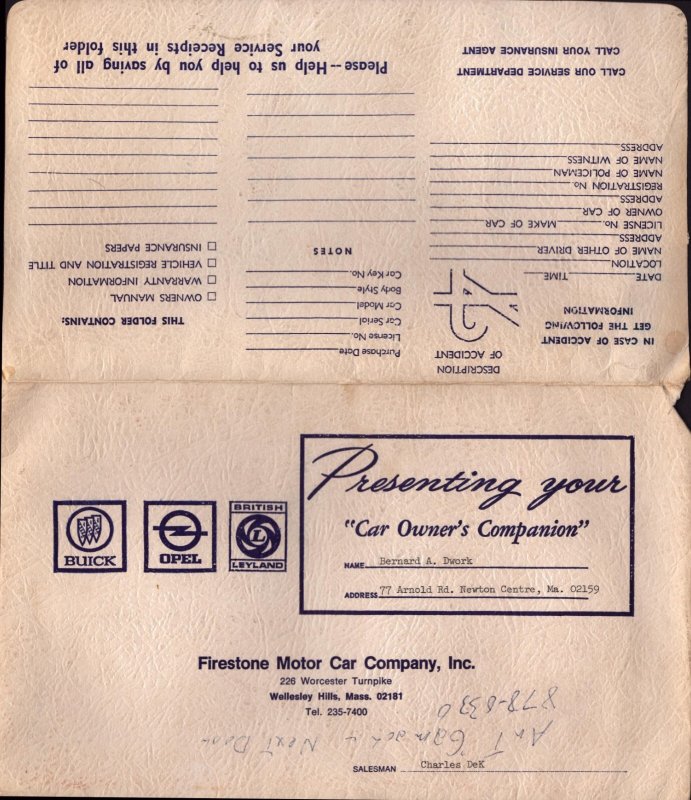 Please -- Help us to help you by saving all of
your Service Receipts in this folder
THIS FOLDER CONTAINS:
OWNERS MANUAL
WARRANTY INFORMATION
VEHICLE REGISTRATION AND TITLE
INSURANCE PAPERS
Purchase Date
License No.
Car Serial
Car Model
Body Style
Car Key No.
NOTES
IN CASE OF ACCIDENT
GET THE FOLLOWING
INFORMATION
DESCRIPTION
OF ACCIDENT
DATE TIME
LOCATION
NAME OF OTHER DRIVER
ADDRESS
LICENSE No. MAKE OF CAR
OWNER OF CAR
ADDRESS
REGISTRATION No
NAME OF POLICEMAN
NAME OF WITNESS
ADDRESS
CALL OUR SERVICE DEPARTMENT
CALL YOUR INSURANCE AGENT
BUICK
OPEL
BRITISH
L
LEYLAND
Presenting your
"Car Owner's Companion"
NAME Bernard A. Dwork
ADDRESS 77 Arnold Rd. Newton Centre, Ma. 02159
Firestone Motor Car Company, Inc.
226 Worcester Turnpike
Wellesley Hills, Mass. 02181
Tel. 235-7400
Art
Next Door
SALESMAN Charles DeK